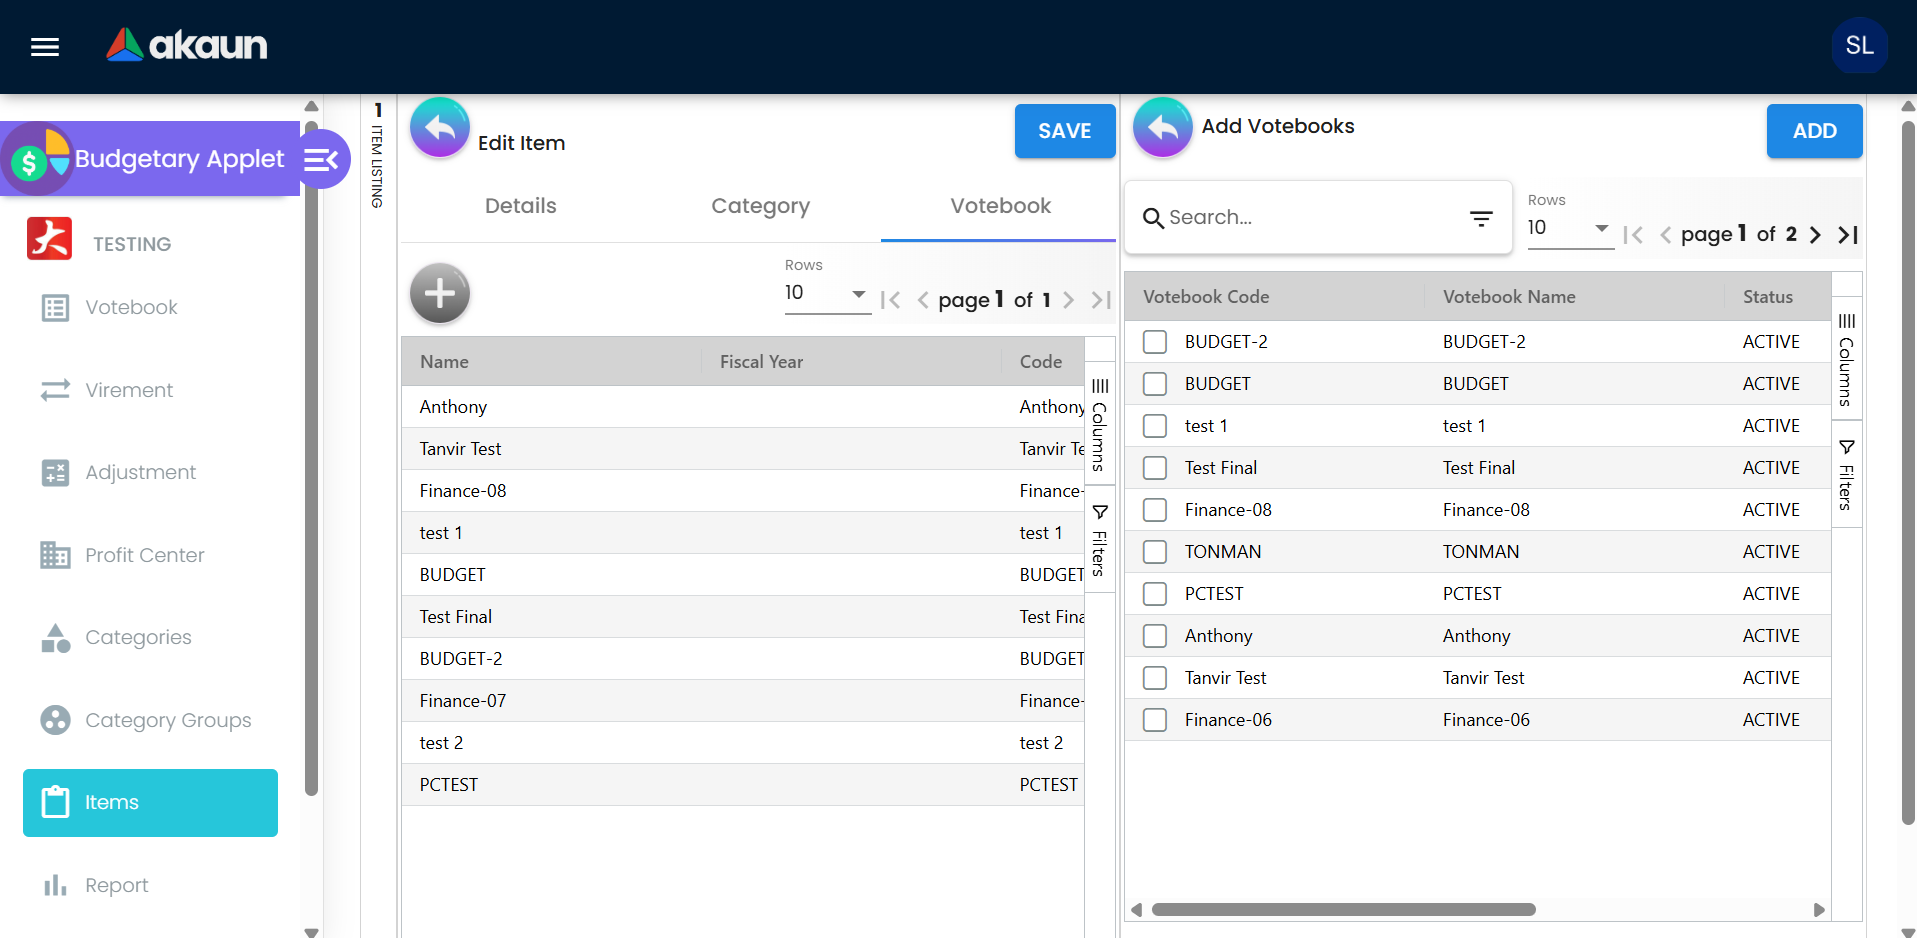 akaun
SL
Budgetary Applet
TESTING
Votebook
Virement
Adjustment
Profit Center
Categories
Category Groups
Items
Report
1 ITEM LISTING
Edit Item
SAVE
Details Category Votebook
Rows
10
page 1 of 1
Name Fiscal Year Code
Anthony Anthony
Tanvir Test Tanvir Te
Finance-08 Finance-
test 1 test 1
BUDGET BUDGET
Test Final Test Fina
BUDGET-2 BUDGET
Finance-07 Finance-
test 2 test 2
PCTEST PCTEST
Columns
Filters
Add Votebooks
ADD
Search...
Rows
10
page 1 of 2
Votebook Code Votebook Name Status
BUDGET-2 BUDGET-2 ACTIVE
BUDGET BUDGET ACTIVE
test 1 test 1 ACTIVE
Test Final Test Final ACTIVE
Finance-08 Finance-08 ACTIVE
TONMAN TONMAN ACTIVE
PCTEST PCTEST ACTIVE
Anthony Anthony ACTIVE
Tanvir Test Tanvir Test ACTIVE
Finance-06 Finance-06 ACTIVE
Columns
Filters